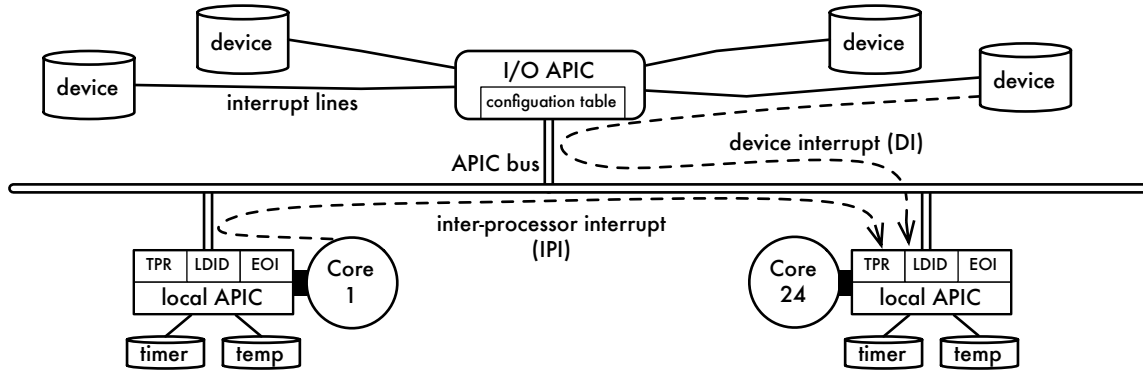 device
device
device
device
I/O APIC
configuation table
interrupt lines
APIC bus
device interrupt (DI)
inter-processor interrupt
(IPI)
TPR LDID EOI
local APIC
Core
1
timer
temp
Core
24
TPR LDID EOI
local APIC
timer
temp